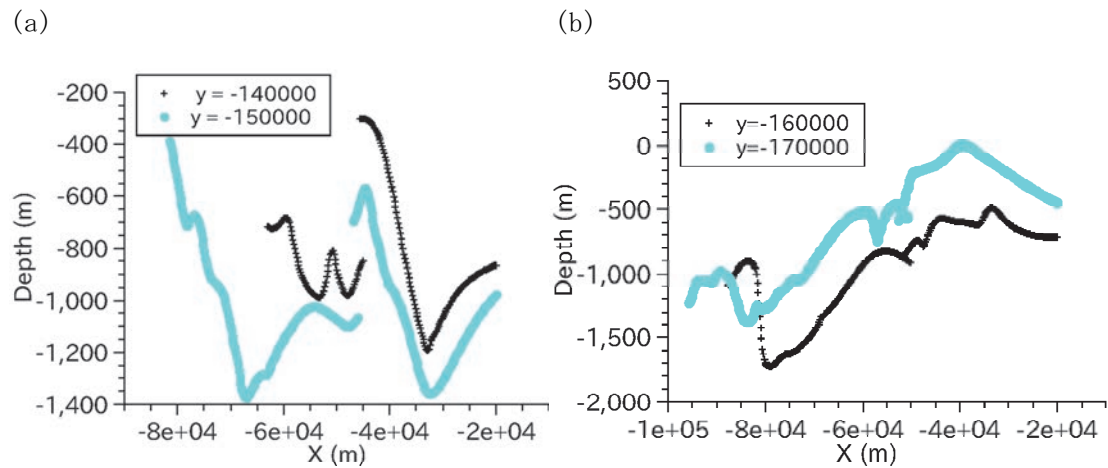 (a)
y = -140000
y = -150000
-200
-400
-600
-800
-1,000
-1,200
-1,400
Depth (m)
-8e+04 -6e+04 -4e+04 -2e+04
X (m)
(b)
y=-160000
y=-170000
500
0
-500
-1,000
-1,500
-2,000
Depth (m)
-1e+05 -8e+04 -6e+04 -4e+04 -2e+04
X (m)